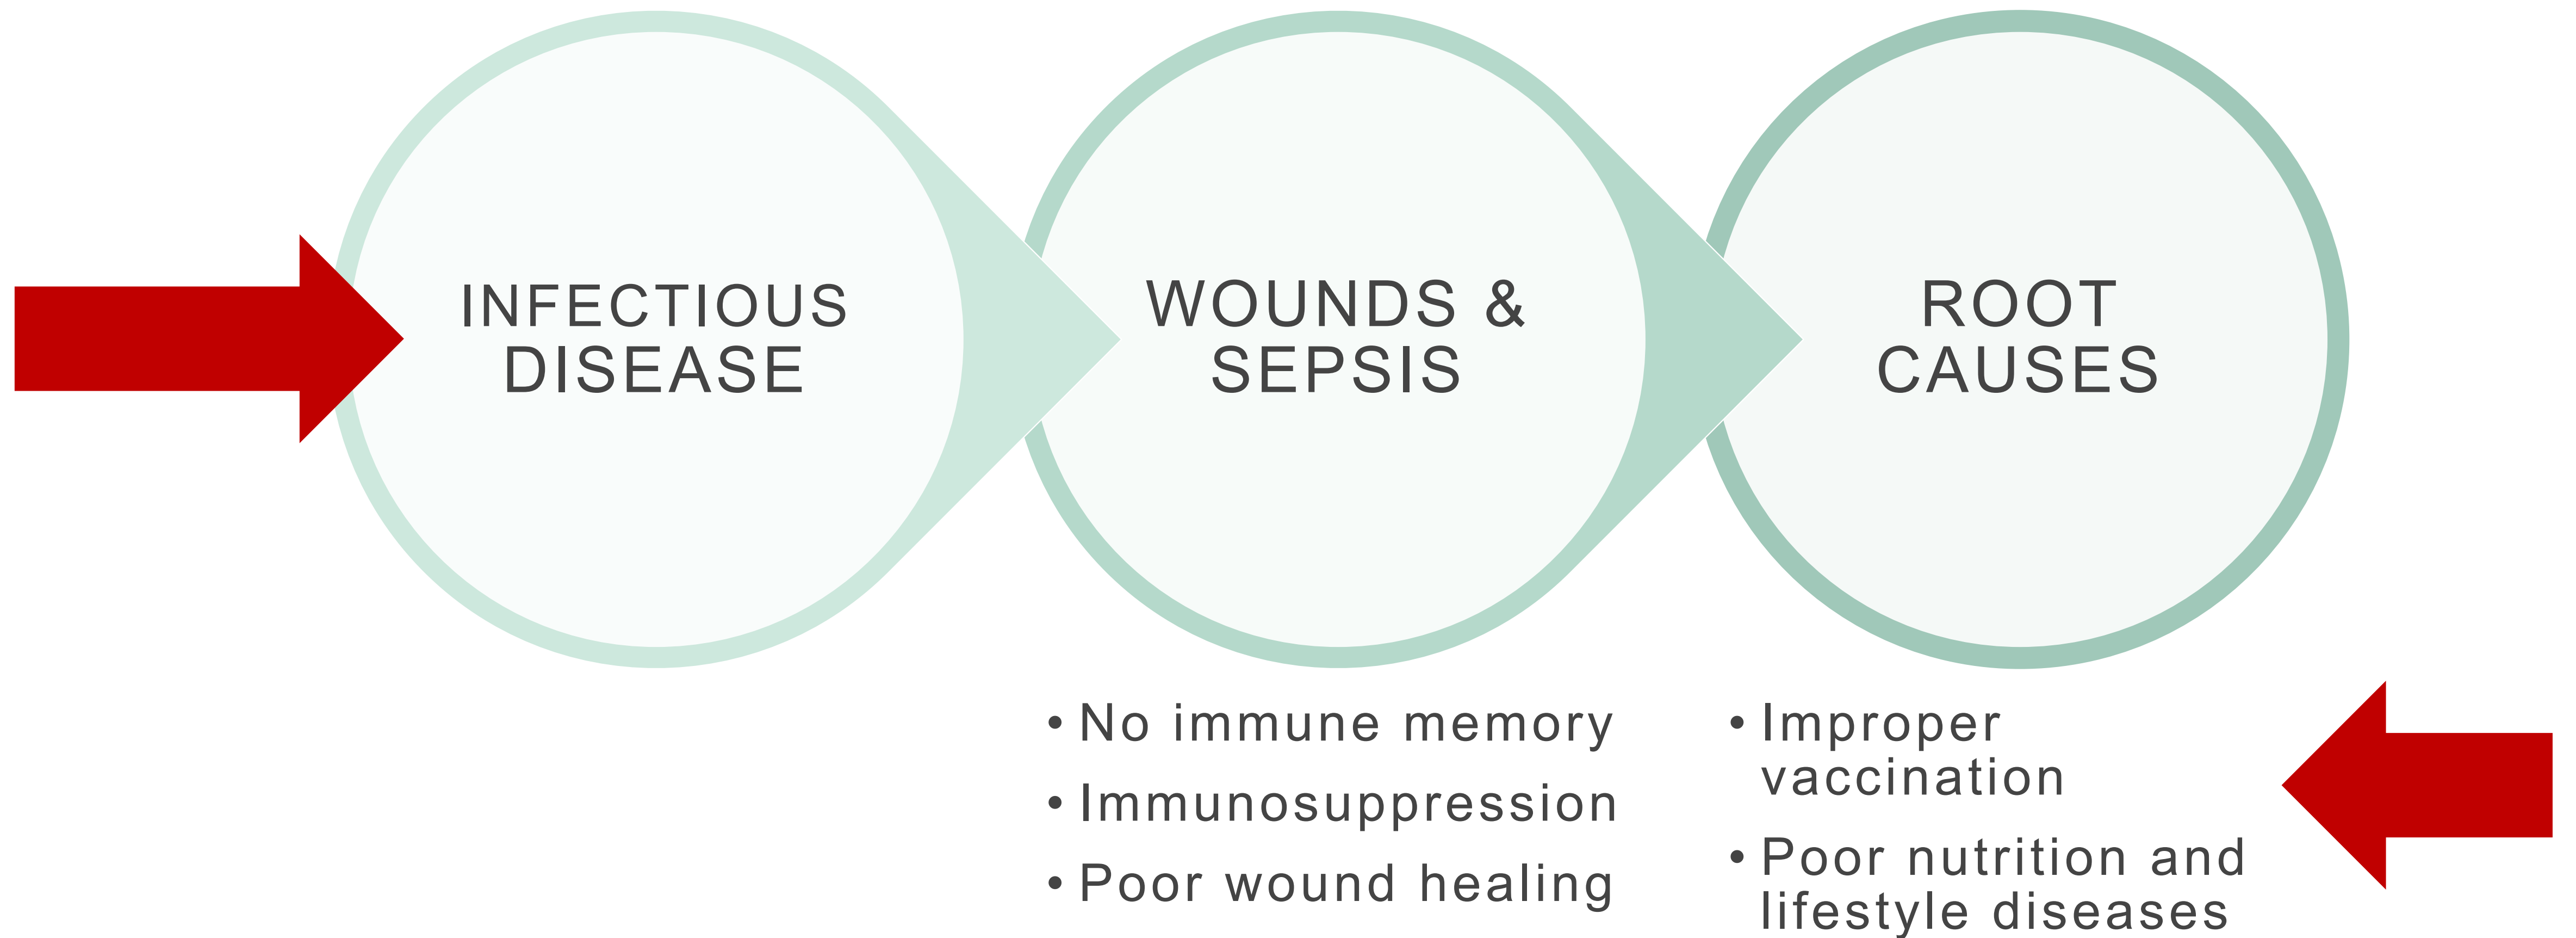 INFECTIOUS
DISEASE
WOUNDS &
SEPSIS
• No immune memory
• Immunosuppression
• Poor wound healing
ROOT
CAUSES
• Improper
vaccination
• Poor nutrition and
lifestyle diseases